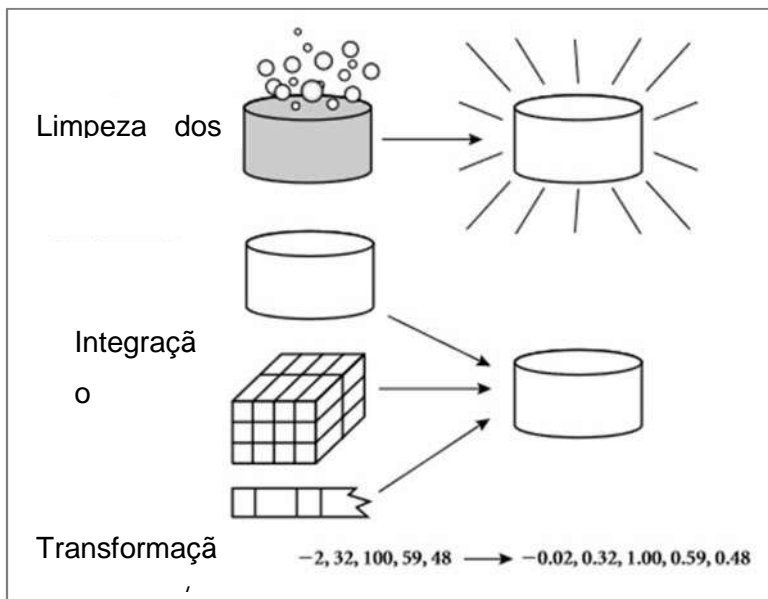 Limpeza dos
Integraçã
o
Transformaçã
−2, 32, 100, 59, 48 −0.02, 0.32, 1.00, 0.59, 0.48